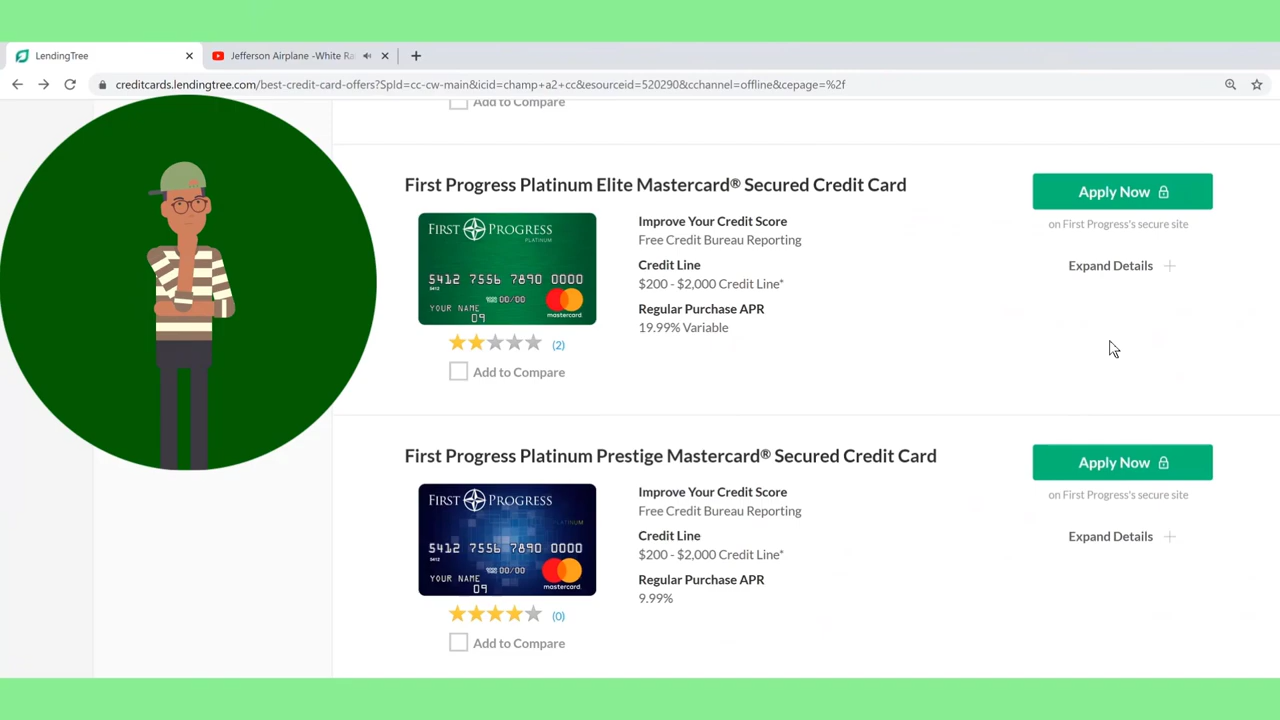 LendingTree
Jefferson Airplane -White Ra
creditcards.lendingtree.com/best-credit-card-offers?SpId=cc-cw-main&icid=champ+a2+cc&esourceid=520290&cchannel=offline&cepage=%2f
Add to Compare
First Progress Platinum Elite Mastercard® Secured Credit Card
FIRST PROGRESS
PLATINUM
5412 7556 7890 0000
5412
00/00
YOUR NAME
09
mastercard
(2)
Add to Compare
Improve Your Credit Score
Free Credit Bureau Reporting
Credit Line
$200 - $2,000 Credit Line*
Regular Purchase APR
19.99% Variable
Apply Now
on First Progress's secure site
Expand Details
First Progress Platinum Prestige Mastercard® Secured Credit Card
FIRST PROGRESS
PLATINUM
5412 7556 7890 0000
5412
00/00
YOUR NAME
09
mastercard
(0)
Add to Compare
Improve Your Credit Score
Free Credit Bureau Reporting
Credit Line
$200 - $2,000 Credit Line*
Regular Purchase APR
9.99%
Apply Now
on First Progress's secure site
Expand Details